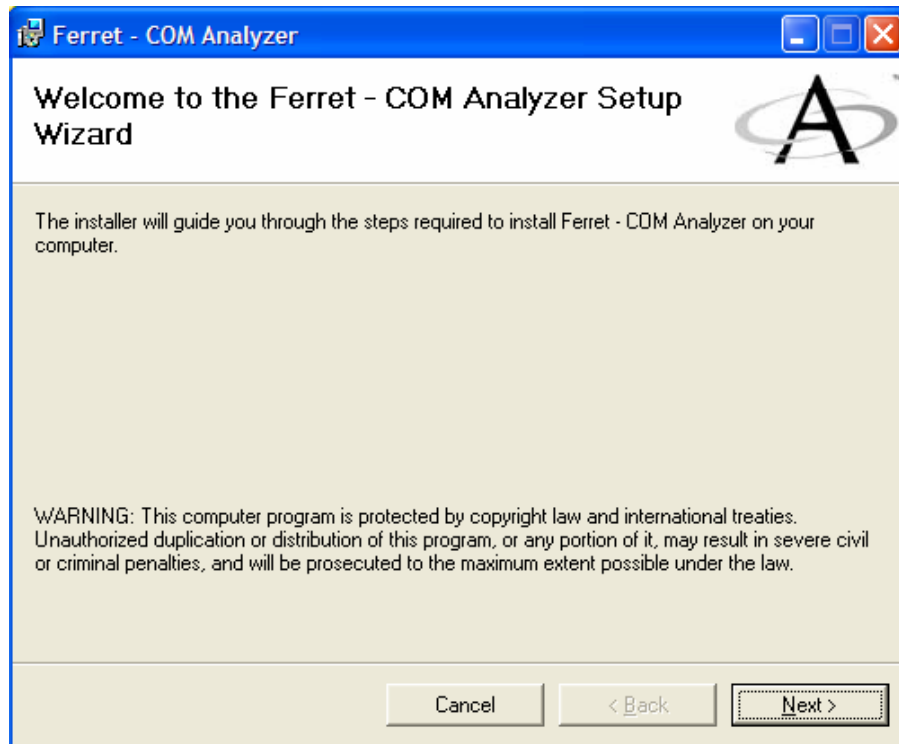 Ferret - COM Analyzer
Welcome to the Ferret - COM Analyzer Setup
Wizard
A
The installer will guide you through the steps required to install Ferret - COM Analyzer on your
computer.
WARNING: This computer program is protected by copyright law and international treaties.
Unauthorized duplication or distribution of this program, or any portion of it, may result in severe civil
or criminal penalties, and will be prosecuted to the maximum extent possible under the law.
Cancel
< Back
Next >